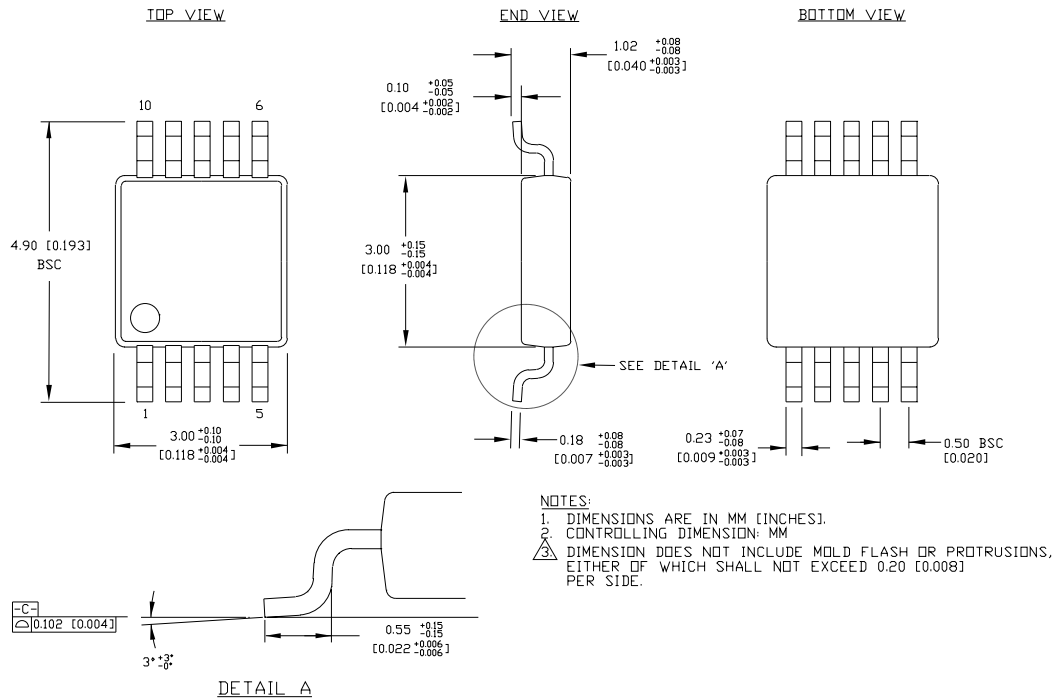 TOP VIEW
END VIEW
BOTTOM VIEW
1.02 +0.08 -0.08
[0.040 +0.003 -0.003]
0.10 +0.05 -0.05
[0.004 +0.002 -0.002]
10
6
4.90 [0.193]
BSC
3.00 +0.15 -0.15
[0.118 +0.004 -0.004]
SEE DETAIL 'A'
1
5
3.00 +0.10 -0.10
[0.118 +0.004 -0.004]
0.18 +0.08 -0.08
[0.007 +0.003 -0.003]
0.23 +0.07 -0.08
[0.009 +0.003 -0.003]
0.50 BSC
[0.020]
NOTES:
1. DIMENSIONS ARE IN MM [INCHES].
2. CONTROLLING DIMENSION: MM
3. DIMENSION DOES NOT INCLUDE MOLD FLASH OR PROTRUSIONS,
EITHER OF WHICH SHALL NOT EXCEED 0.20 [0.008]
PER SIDE.
-C-
0.102 [0.004]
3° +3° -0°
0.55 +0.15 -0.15
[0.022 +0.006 -0.006]
DETAIL A